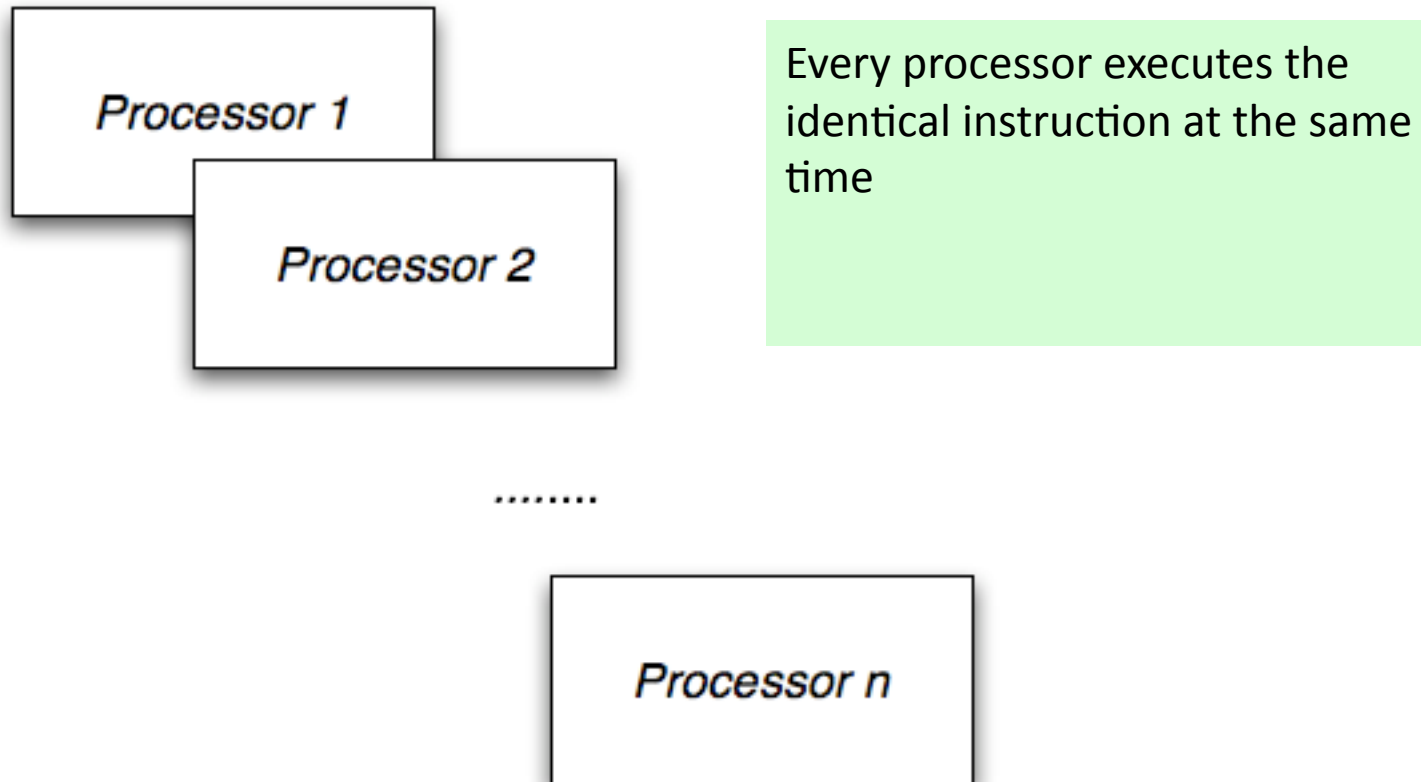 Processor 1
Every processor executes the
identical instruction at the same
time
Processor 2
........
Processor n